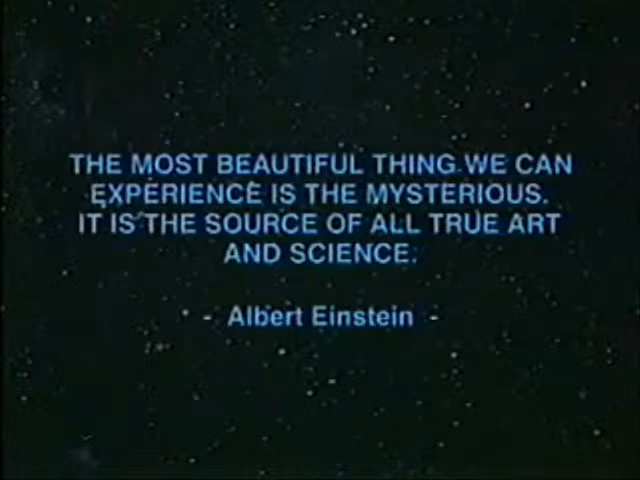 THE MOST BEAUTIFUL THING WE CAN
EXPERIENCE IS THE MYSTERIOUS.
IT IS THE SOURCE OF ALL TRUE ART
AND SCIENCE.
- Albert Einstein -